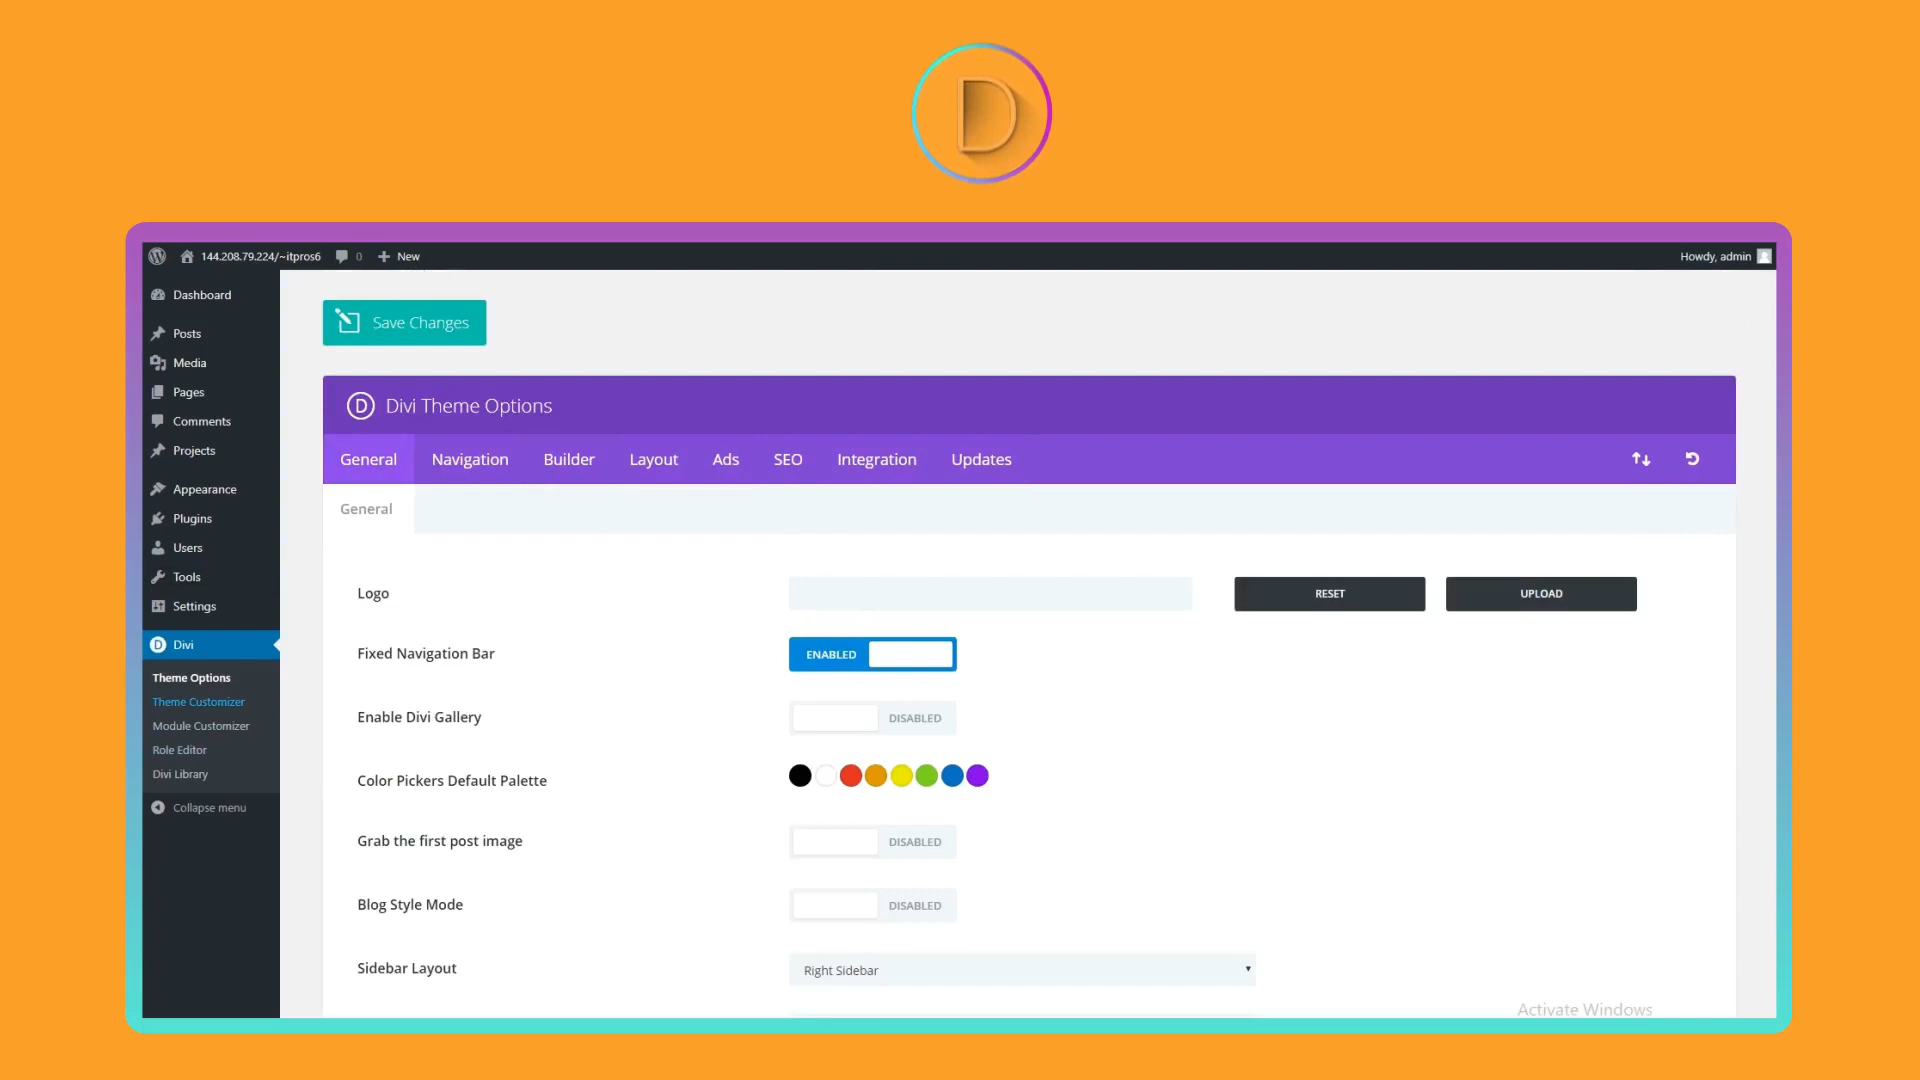 D
144.208.79.224/~itpros6 0 New Howdy, admin
Dashboard
Posts
Media
Pages
Comments
Projects
Appearance
Plugins
Users
Tools
Settings
D Divi
Theme Options
Theme Customizer
Module Customizer
Role Editor
Divi Library
Collapse menu
Save Changes
D Divi Theme Options
General Navigation Builder Layout Ads SEO Integration Updates
General
Logo RESET UPLOAD
Fixed Navigation Bar ENABLED
Enable Divi Gallery DISABLED
Color Pickers Default Palette
Grab the first post image DISABLED
Blog Style Mode DISABLED
Sidebar Layout Right Sidebar
Activate Windows